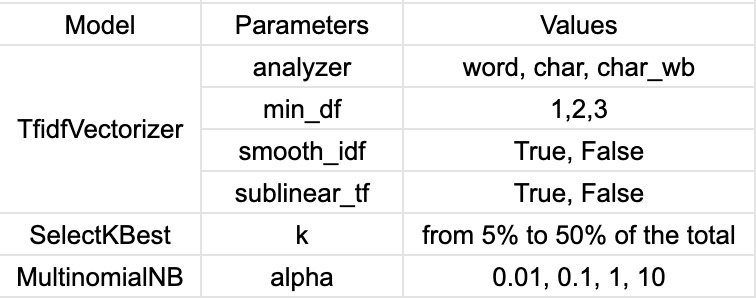 Model Parameters Values
TfidfVectorizer
analyzer word, char, char_wb
min_df 1,2,3
smooth_idf True, False
sublinear_tf True, False
SelectKBest k from 5% to 50% of the total
MultinomialNB alpha 0.01, 0.1, 1, 10